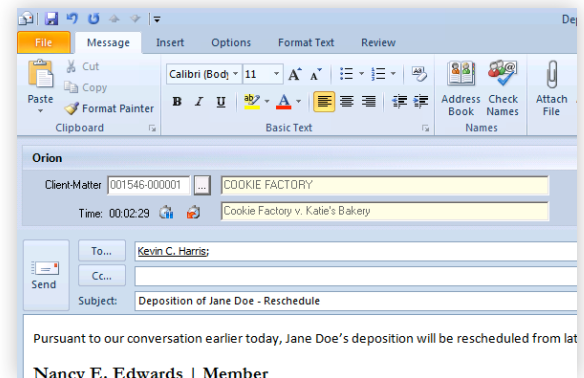 De
File Message Insert Options Format Text Review
Cut
Copy
Format Painter
Paste
Clipboard
Calibri (Body 11 A A
B I U ab A
Basic Text
Address Book
Check Names
Names
Attach File
Orion
Client-Matter 001546-000001 ... COOKIE FACTORY
Time: 00:02:29 Cookie Factory v. Katie's Bakery
Send
To... Kevin C. Harris;
Cc...
Subject: Deposition of Jane Doe - Reschedule
Pursuant to our conversation earlier today, Jane Doe's deposition will be rescheduled from lat
Nancy E. Edwards | Member